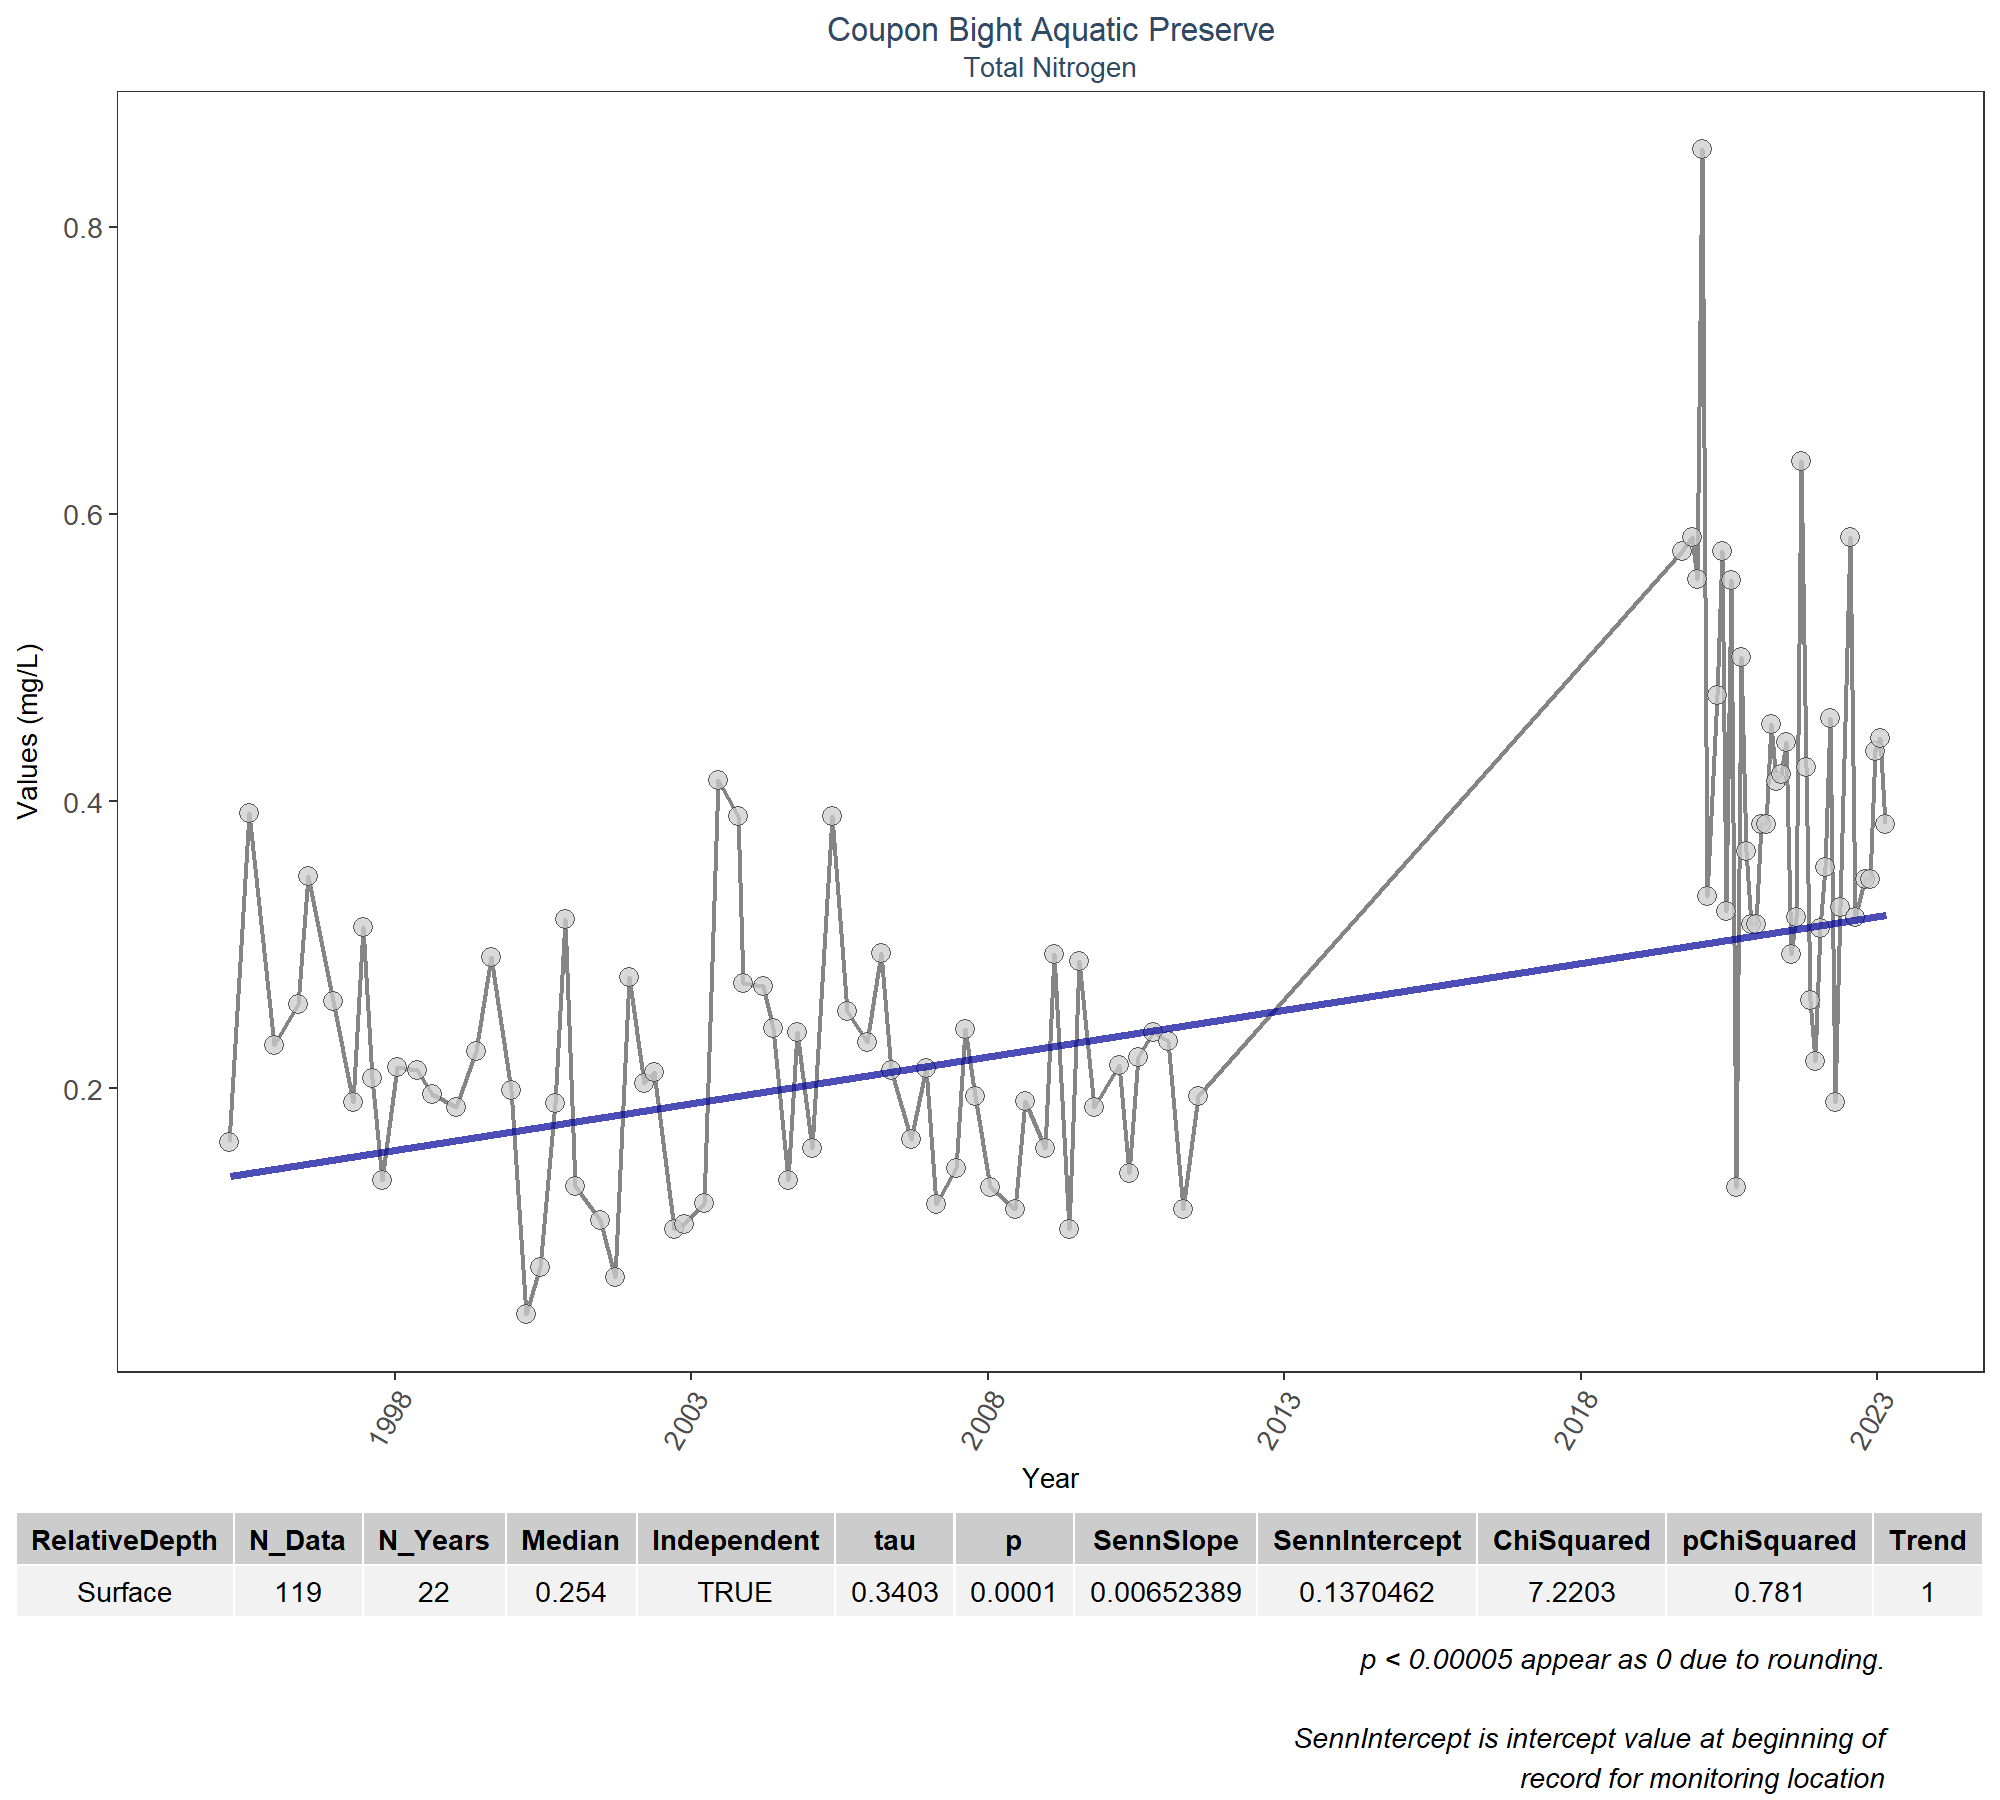 Coupon Bight Aquatic Preserve
Total Nitrogen
Values (mg/L)
0.8
0.6
0.4
0.2
1998 2003 2008 2013 2018 2023
Year
RelativeDepth N_Data N_Years Median Independent tau p SennSlope SennIntercept ChiSquared pChiSquared Trend
Surface 119 22 0.254 TRUE 0.3403 0.0001 0.00652389 0.1370462 7.2203 0.781 1
p < 0.00005 appear as 0 due to rounding.
SennIntercept is intercept value at beginning of
record for monitoring location